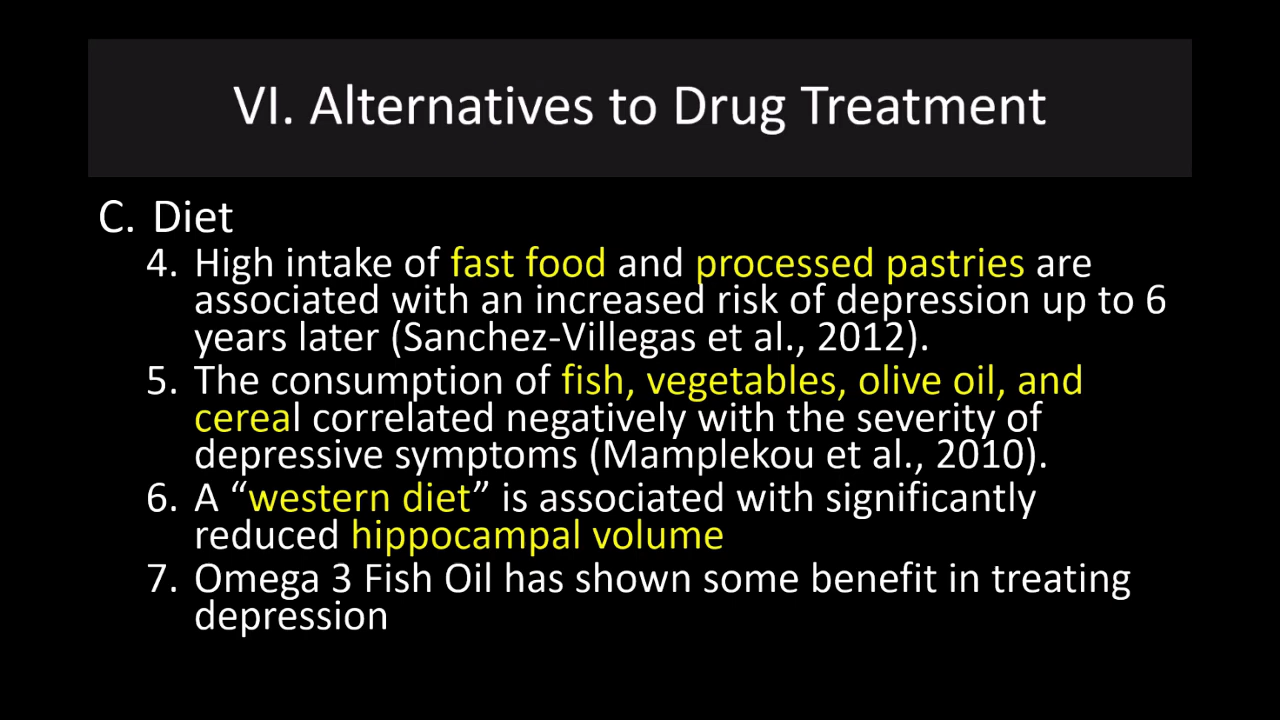 VI. Alternatives to Drug Treatment
C. Diet
4. High intake of fast food and processed pastries are
associated with an increased risk of depression up to 6
years later (Sanchez-Villegas et al., 2012).
5. The consumption of fish, vegetables, olive oil, and
cereal correlated negatively with the severity of
depressive symptoms (Mamplekou et al., 2010).
6. A “western diet” is associated with significantly
reduced hippocampal volume
7. Omega 3 Fish Oil has shown some benefit in treating
depression